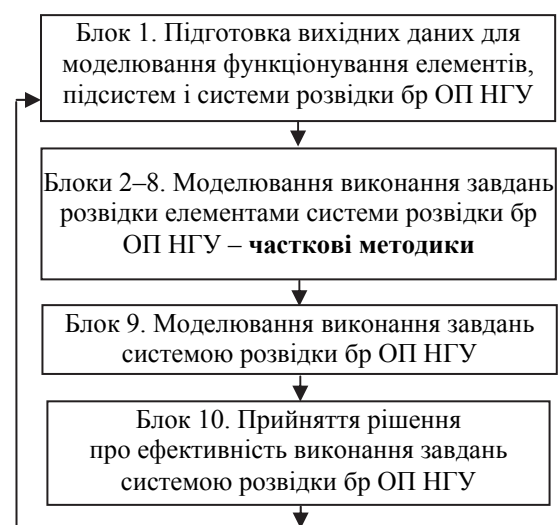 Блок 1. Підготовка вихідних даних для
моделювання функціонування елементів,
підсистем і системи розвідки бр ОП НГУ
Блоки 2–8. Моделювання виконання завдань
розвідки елементами системи розвідки бр
ОП НГУ – часткові методики
Блок 9. Моделювання виконання завдань
системою розвідки бр ОП НГУ
Блок 10. Прийняття рішення
про ефективність виконання завдань
системою розвідки бр ОП НГУ